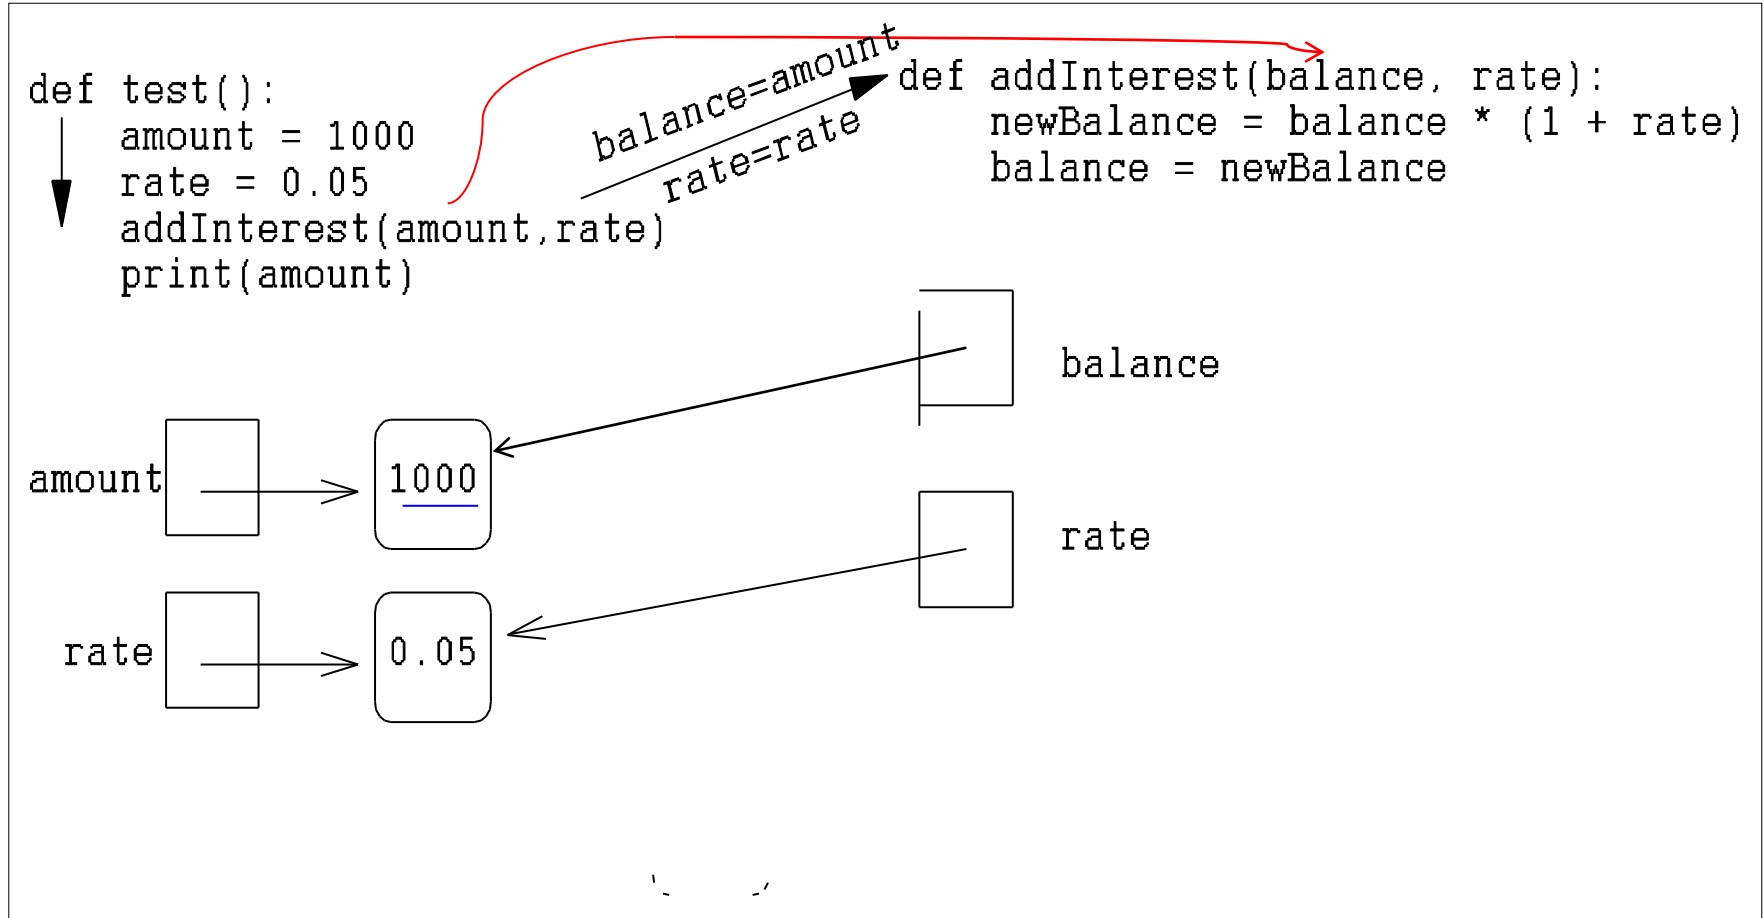 def test():
    amount = 1000
    rate = 0.05
    addInterest(amount,rate)
    print(amount)
balance=amount
rate=rate
def addInterest(balance, rate):
    newBalance = balance * (1 + rate)
    balance = newBalance
balance
amount
1000
rate
rate
0.05